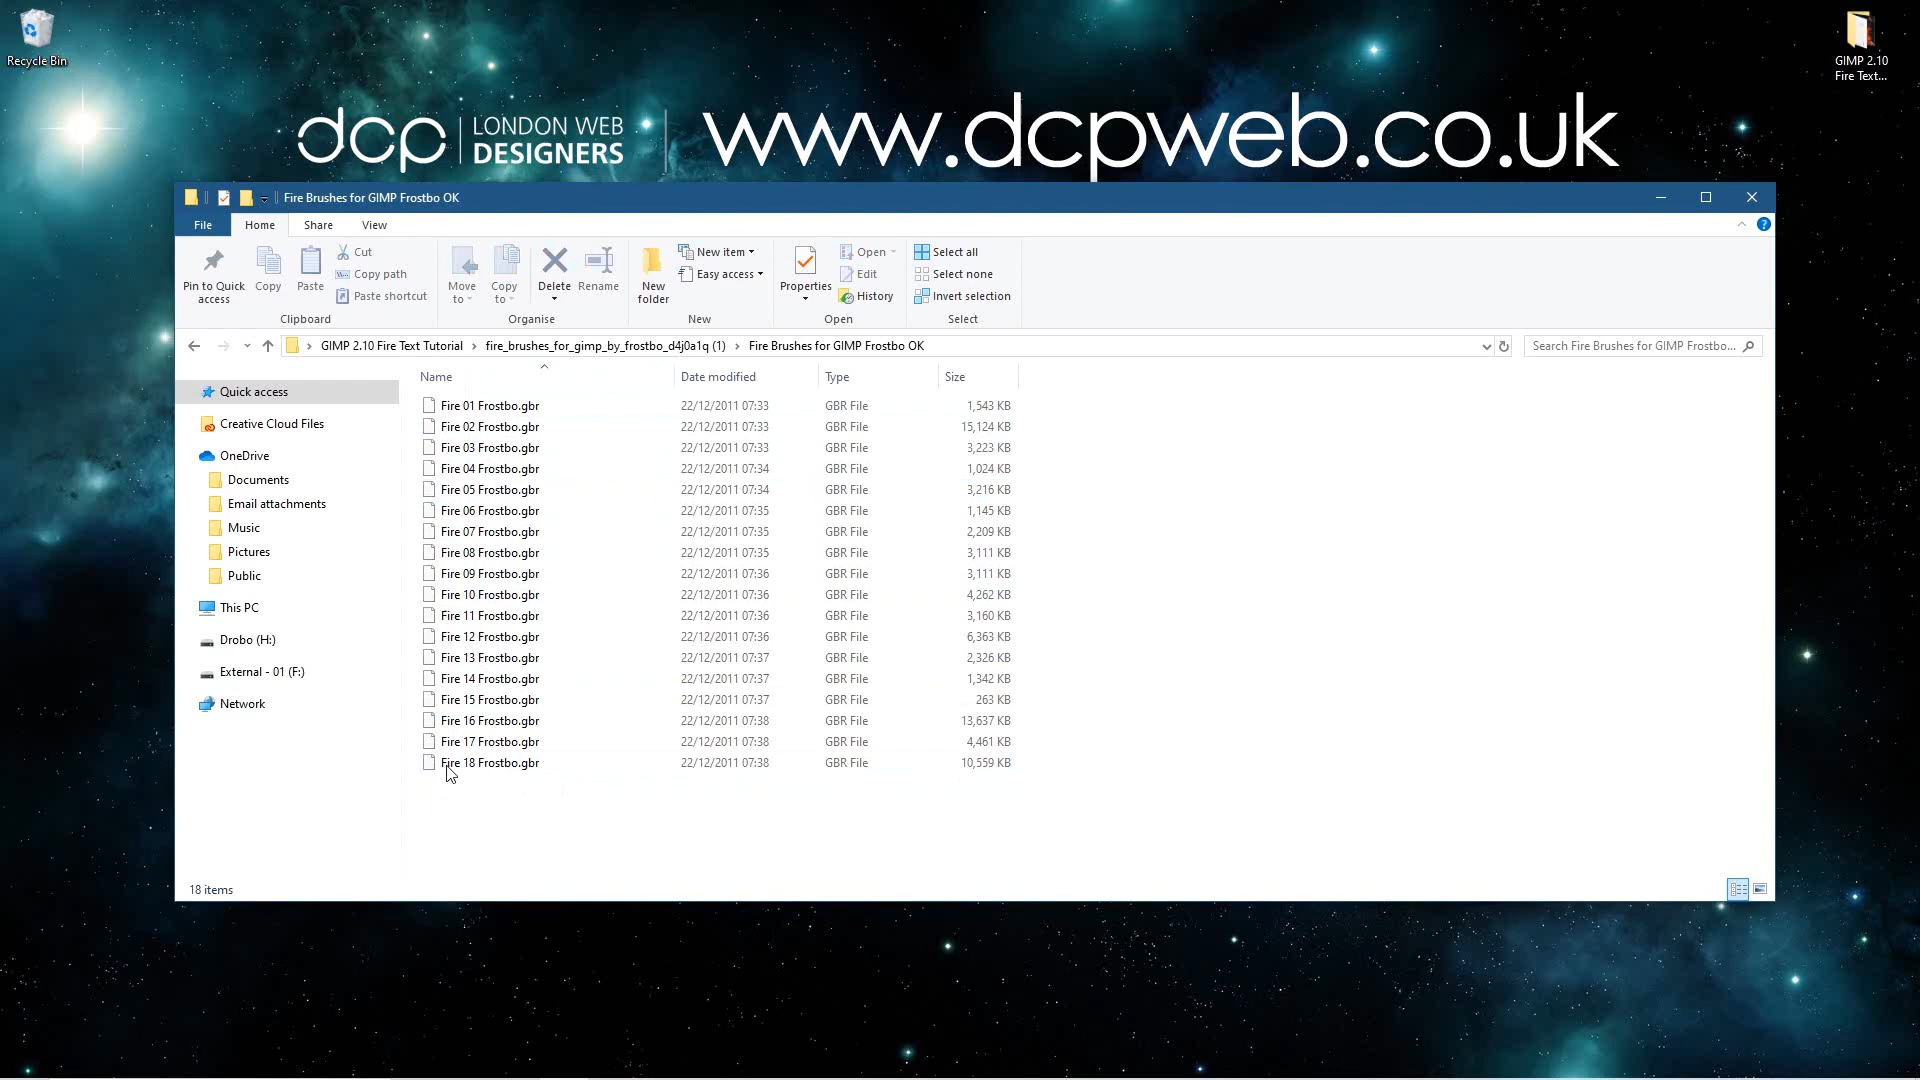 Recycle Bin
GIMP 2.10
Fire Text...
dcp LONDON WEB DESIGNERS
www.dcpweb.co.uk
Fire Brushes for GIMP Frostbo OK
File Home Share View
Pin to Quick access
Copy
Paste
Cut
Copy path
Paste shortcut
Clipboard
Move to
Copy to
Delete
Rename
Organise
New folder
New item
Easy access
New
Properties
Open
Edit
History
Open
Select all
Select none
Invert selection
Select
GIMP 2.10 Fire Text Tutorial > fire_brushes_for_gimp_by_frostbo_d4j0a1q (1) > Fire Brushes for GIMP Frostbo OK
Search Fire Brushes for GIMP Frostbo...
Quick access
Creative Cloud Files
OneDrive
Documents
Email attachments
Music
Pictures
Public
This PC
Drobo (H:)
External - 01 (F:)
Network
Name Date modified Type Size
Fire 01 Frostbo.gbr 22/12/2011 07:33 GBR File 1,543 KB
Fire 02 Frostbo.gbr 22/12/2011 07:33 GBR File 15,124 KB
Fire 03 Frostbo.gbr 22/12/2011 07:33 GBR File 3,223 KB
Fire 04 Frostbo.gbr 22/12/2011 07:34 GBR File 1,024 KB
Fire 05 Frostbo.gbr 22/12/2011 07:34 GBR File 3,216 KB
Fire 06 Frostbo.gbr 22/12/2011 07:35 GBR File 1,145 KB
Fire 07 Frostbo.gbr 22/12/2011 07:35 GBR File 2,209 KB
Fire 08 Frostbo.gbr 22/12/2011 07:35 GBR File 3,111 KB
Fire 09 Frostbo.gbr 22/12/2011 07:36 GBR File 3,111 KB
Fire 10 Frostbo.gbr 22/12/2011 07:36 GBR File 4,262 KB
Fire 11 Frostbo.gbr 22/12/2011 07:36 GBR File 3,160 KB
Fire 12 Frostbo.gbr 22/12/2011 07:36 GBR File 6,363 KB
Fire 13 Frostbo.gbr 22/12/2011 07:37 GBR File 2,326 KB
Fire 14 Frostbo.gbr 22/12/2011 07:37 GBR File 1,342 KB
Fire 15 Frostbo.gbr 22/12/2011 07:37 GBR File 263 KB
Fire 16 Frostbo.gbr 22/12/2011 07:38 GBR File 13,637 KB
Fire 17 Frostbo.gbr 22/12/2011 07:38 GBR File 4,461 KB
Fire 18 Frostbo.gbr 22/12/2011 07:38 GBR File 10,559 KB
18 items